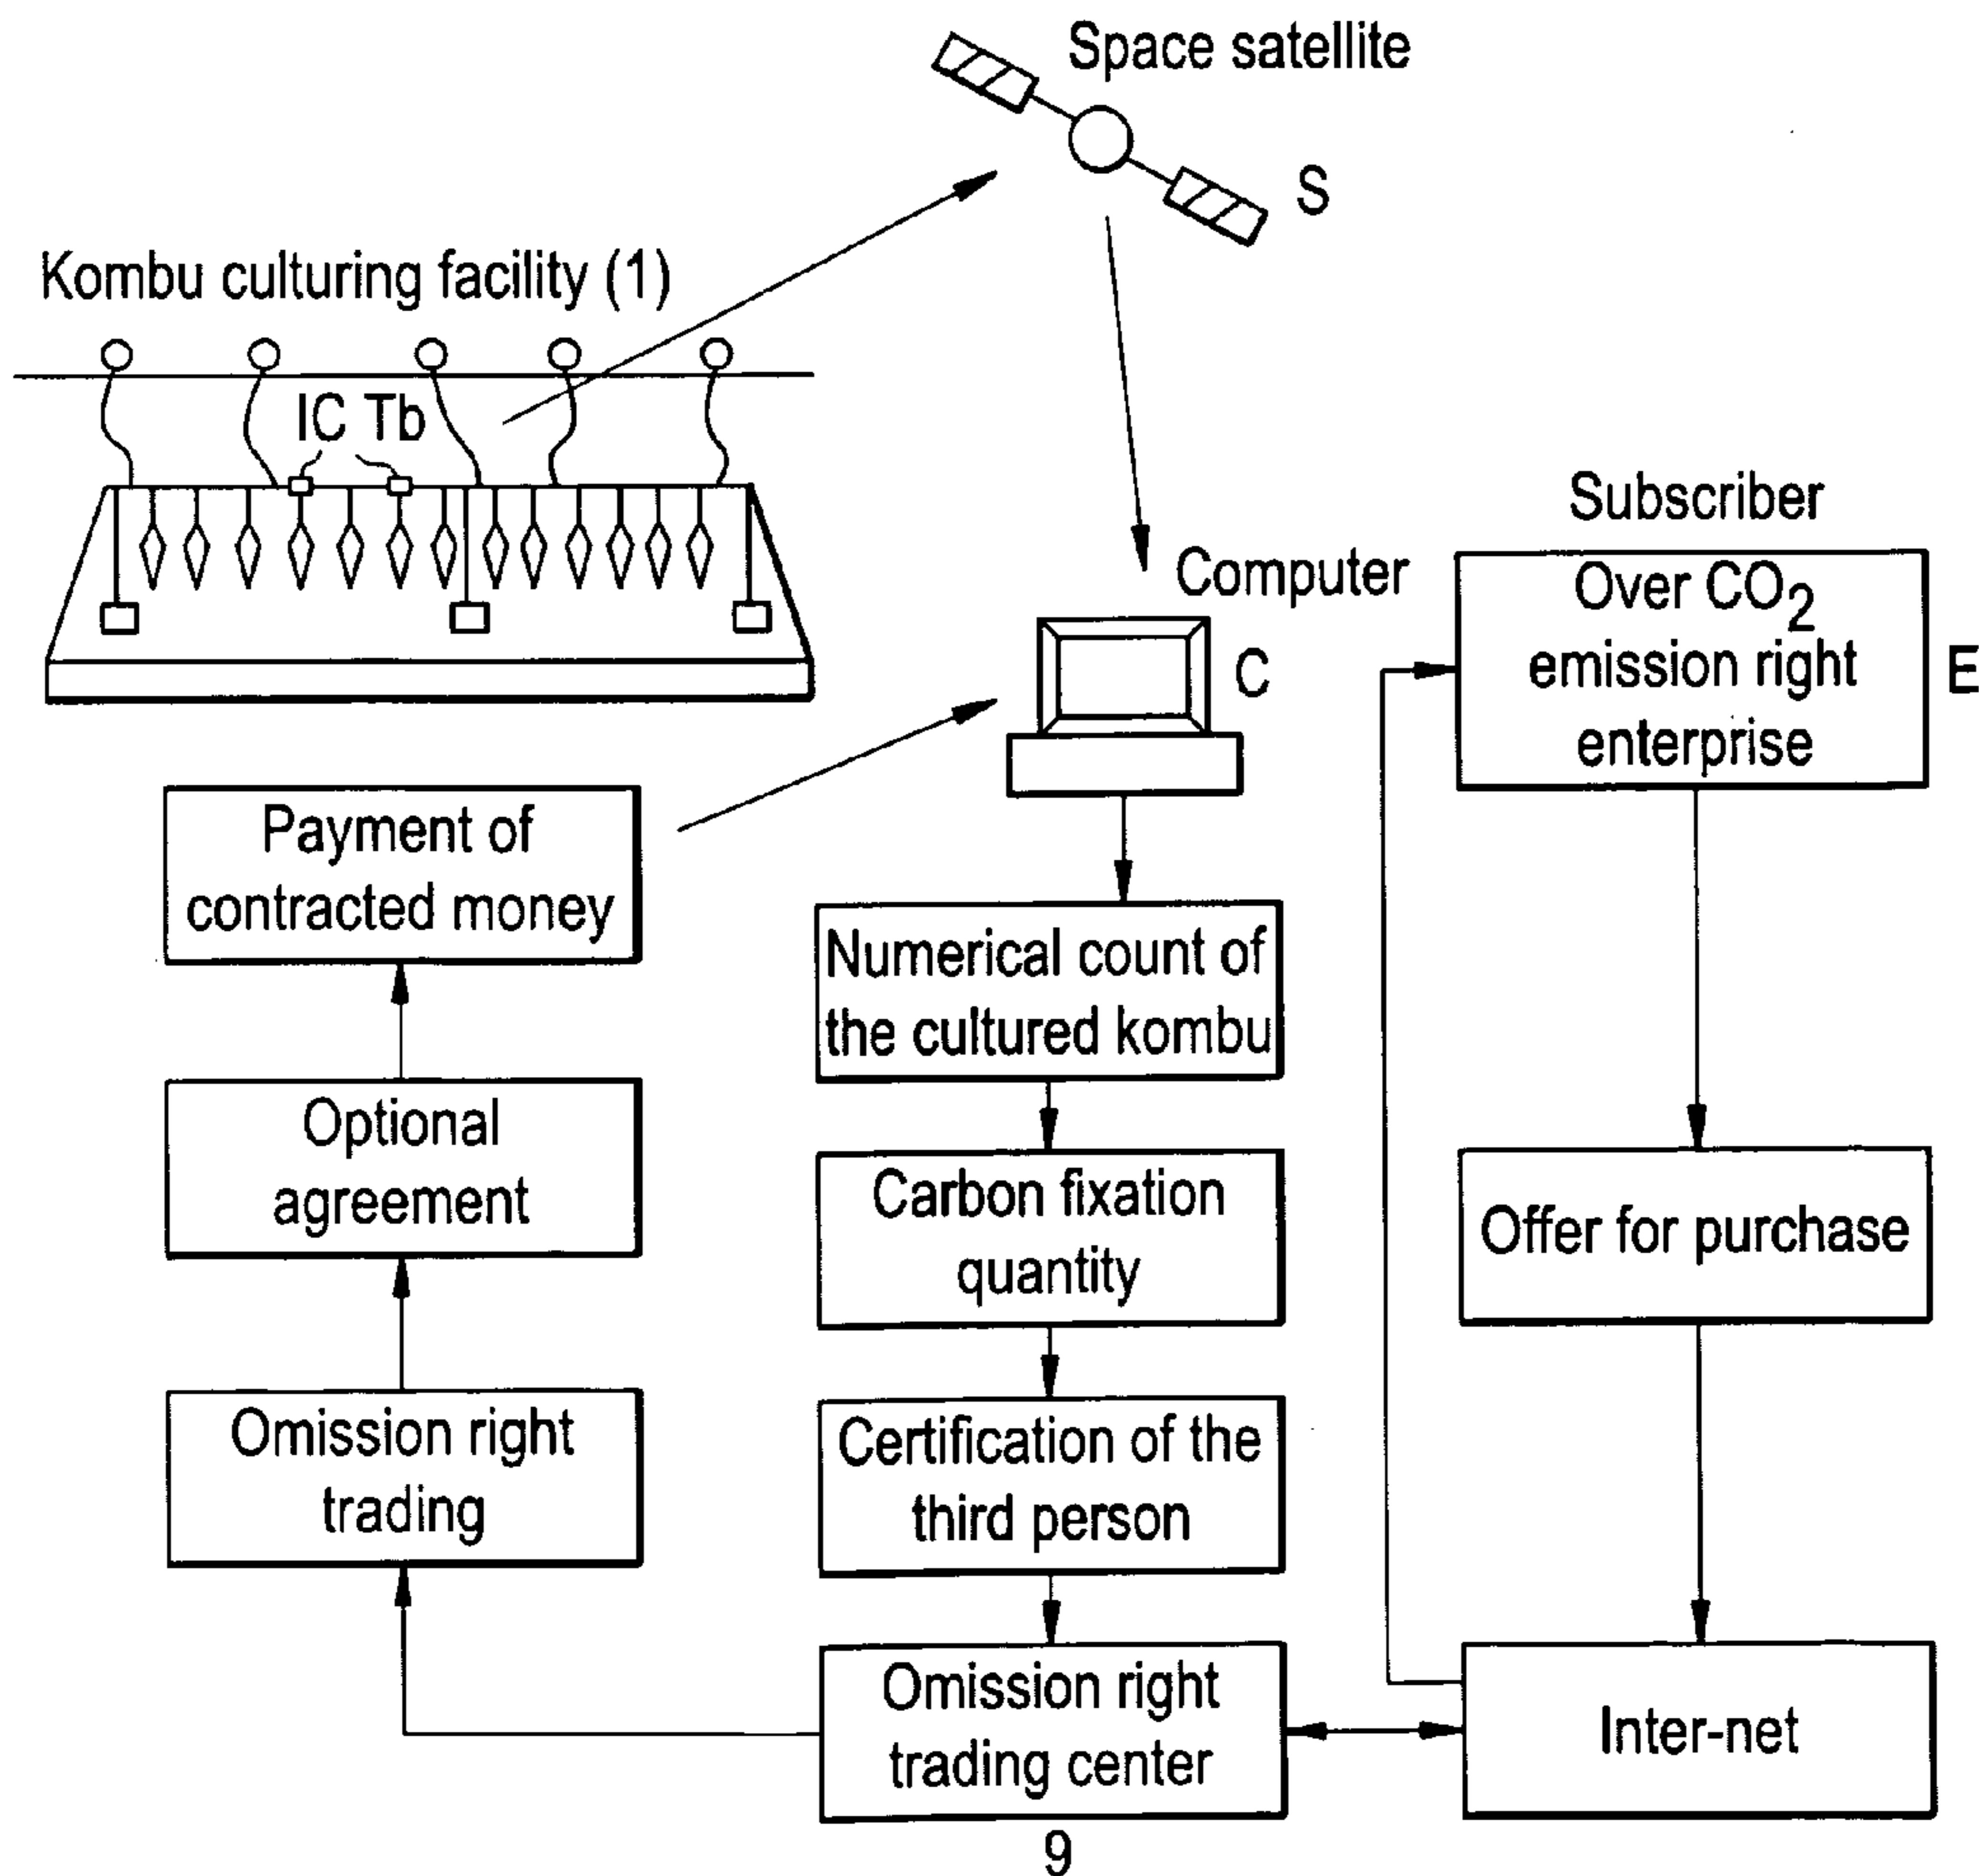 Space satellite
S
Kombu culturing facility (1)
IC Tb
Computer
C
Subscriber
Over CO₂
emission right
enterprise
E
Payment of
contracted money
Numerical count of
the cultured kombu
Optional
agreement
Carbon fixation
quantity
Offer for purchase
Omission right
trading
Certification of the
third person
Omission right
trading center
9
Inter-net